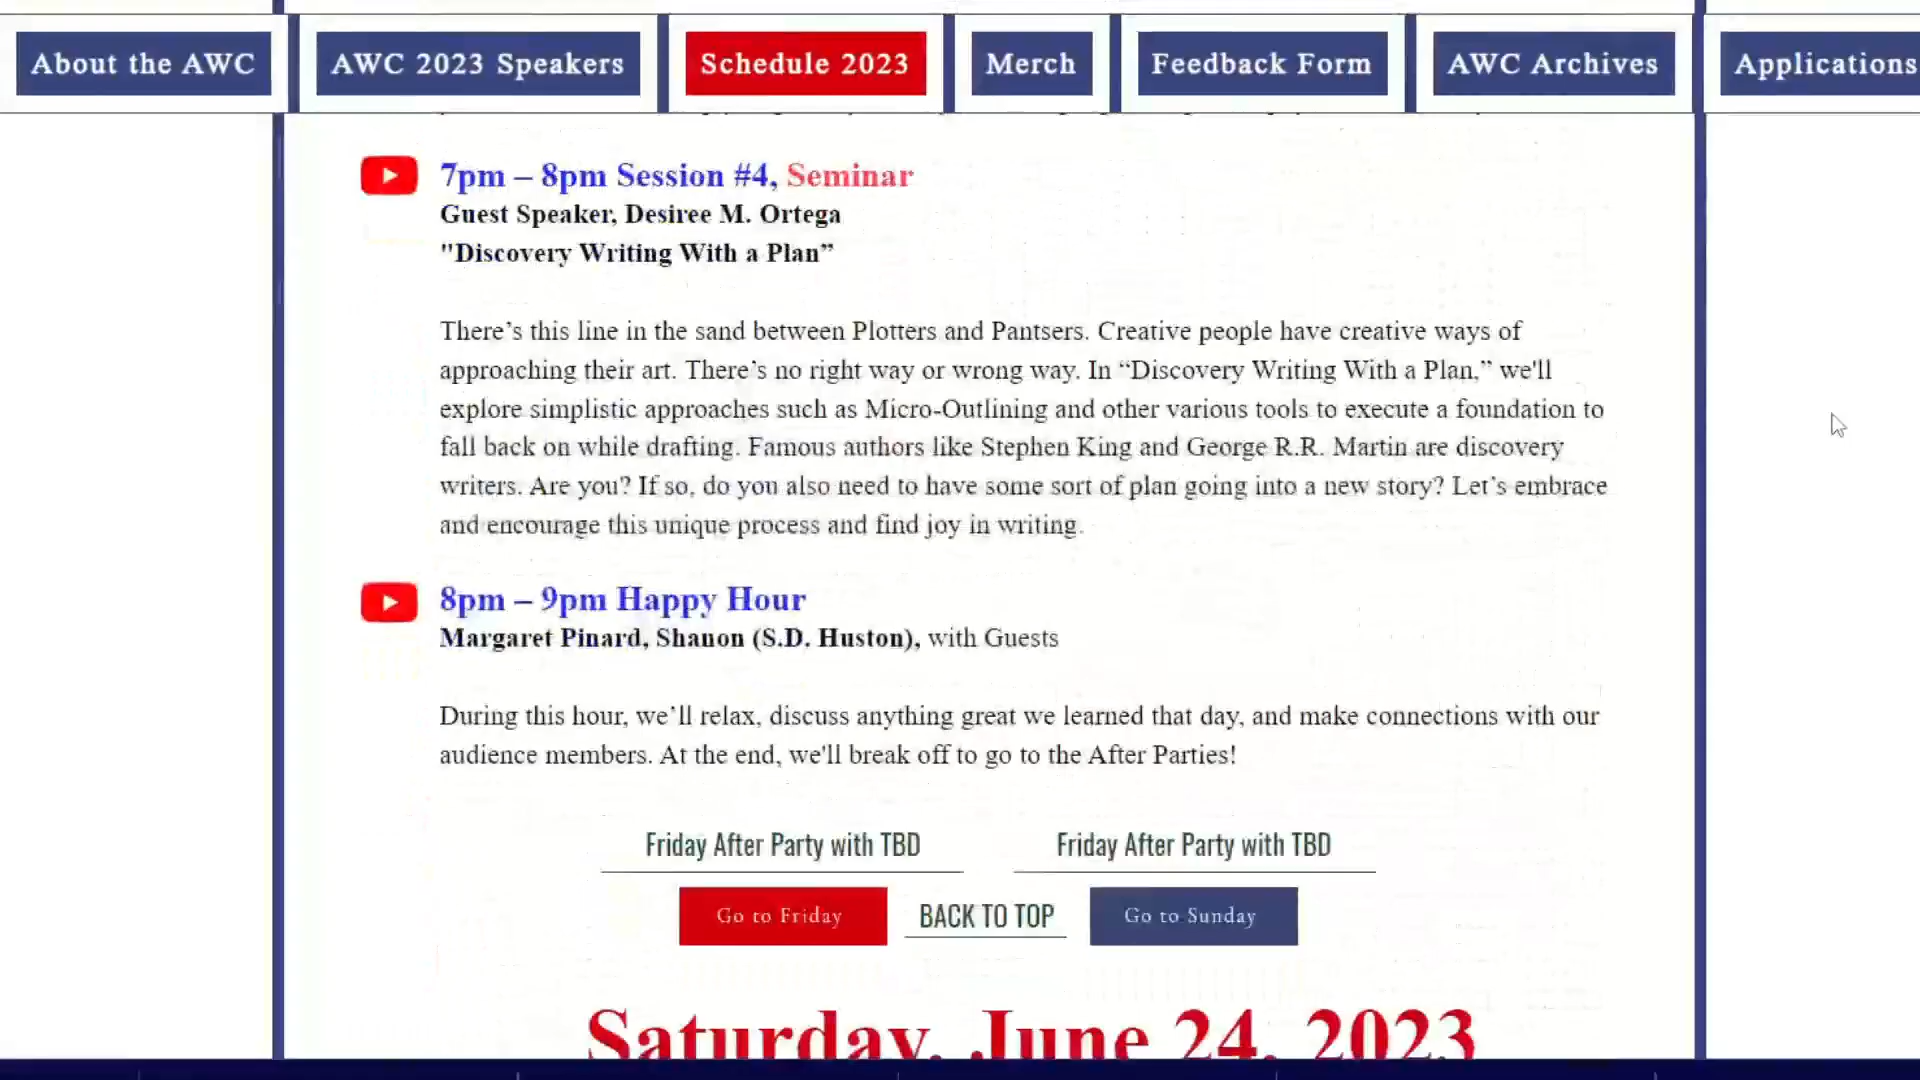 About the AWC
AWC 2023 Speakers
Schedule 2023
Merch
Feedback Form
AWC Archives
Applications
7pm – 8pm Session #4, Seminar
Guest Speaker, Desiree M. Ortega
"Discovery Writing With a Plan”
There’s this line in the sand between Plotters and Pantsers. Creative people have creative ways of
approaching their art. There’s no right way or wrong way. In “Discovery Writing With a Plan,” we'll
explore simplistic approaches such as Micro-Outlining and other various tools to execute a foundation to
fall back on while drafting. Famous authors like Stephen King and George R.R. Martin are discovery
writers. Are you? If so, do you also need to have some sort of plan going into a new story? Let’s embrace
and encourage this unique process and find joy in writing.
8pm – 9pm Happy Hour
Margaret Pinard, Shanon (S.D. Huston), with Guests
During this hour, we’ll relax, discuss anything great we learned that day, and make connections with our
audience members. At the end, we'll break off to go to the After Parties!
Friday After Party with TBD
Friday After Party with TBD
Go to Friday
BACK TO TOP
Go to Sunday
Saturday, June 24, 2023